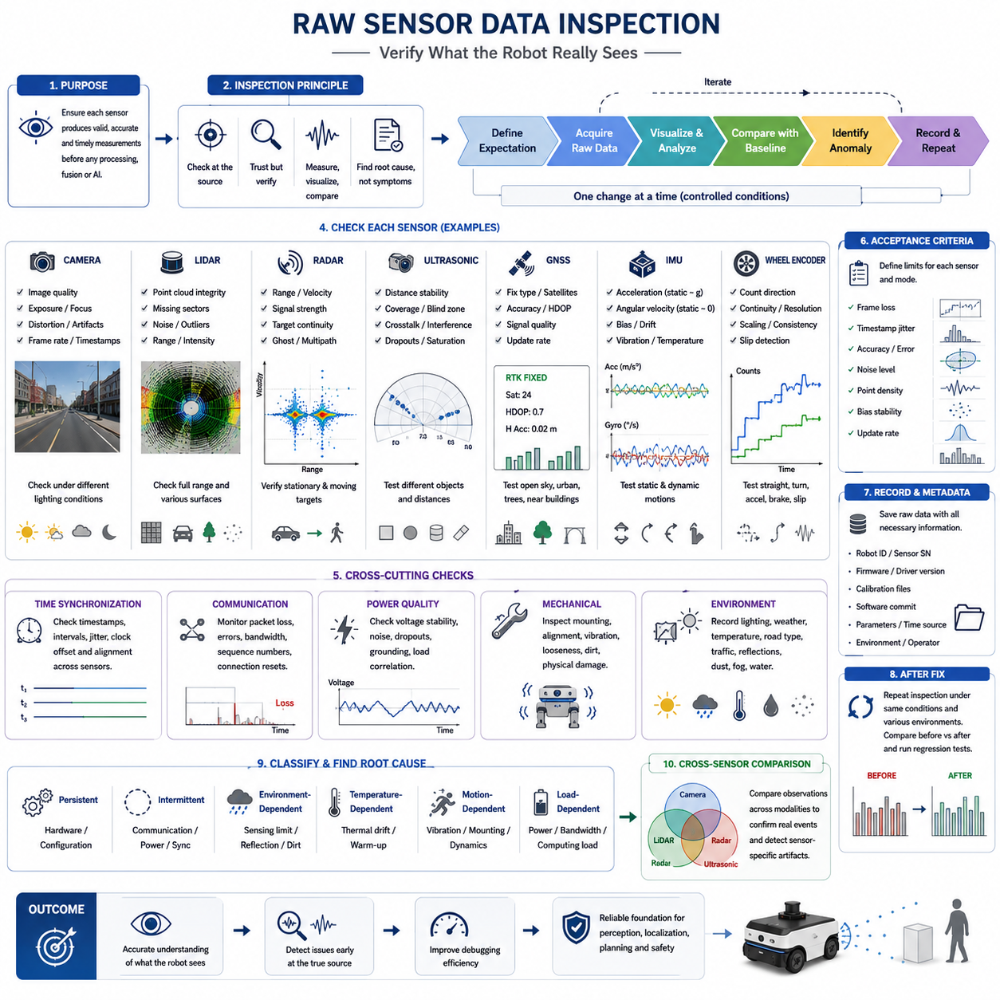 RAW SENSOR DATA INSPECTION
Verify What the Robot Really Sees
1. PURPOSE
Ensure each sensor
produces valid, accurate
and timely measurements
before any processing,
fusion or AI.
2. INSPECTION PRINCIPLE
Check at the
source
Trust but
verify
Measure,
visualize,
compare
Find root cause,
not symptoms
Iterate
Define
Expectation
Acquire
Raw Data
Visualize &
Analyze
Compare with
Baseline
Identify
Anomaly
Record &
Repeat
One change at a time (controlled conditions)
4. CHECK EACH SENSOR (EXAMPLES)
CAMERA
Image quality
Exposure / Focus
Distortion / Artifacts
Frame rate / Timestamps
Check under different
lighting conditions
LIDAR
Point cloud integrity
Missing sectors
Noise / Outliers
Range / Intensity
Check full range and
various surfaces
RADAR
Range / Velocity
Signal strength
Target continuity
Ghost / Multipath
Range
Verify stationary & moving
targets
ULTRASONIC
Distance stability
Coverage / Blind zone
Crosstalk / Interference
Dropouts / Saturation
Test different objects
and distances
GNSS
Fix type / Satellites
Accuracy / HDOP
Signal quality
Update rate
RTK FIXED
Sat: 24
HDOP: 0.7
H Acc: 0.02 m
Test open sky, urban,
trees, near buildings
IMU
Acceleration (static ~ g)
Angular velocity (static ~ 0)
Bias / Drift
Vibration / Temperature
Acc (m/s²)
Gyro (°/s)
Test static & dynamic
motions
WHEEL ENCODER
Count direction
Continuity / Resolution
Scaling / Consistency
Slip detection
Counts
Time
Test straight, turn,
accel, brake, slip
6. ACCEPTANCE CRITERIA
Define limits for each sensor
and mode.
Frame loss
Timestamp jitter
Accuracy / Error
Noise level
Point density
Bias stability
Update rate
7. RECORD & METADATA
Save raw data with all
necessary information.
• Robot ID / Sensor SN
• Firmware / Driver version
• Calibration files
• Software commit
• Parameters / Time source
• Environment / Operator
5. CROSS-CUTTING CHECKS
TIME SYNCHRONIZATION
Check timestamps,
intervals, jitter, clock
offset and alignment
across sensors.
t₁
t₂
t₃
COMMUNICATION
Monitor packet loss,
errors, bandwidth,
sequence numbers,
connection resets.
Loss
Time
POWER QUALITY
Check voltage stability,
noise, dropouts,
grounding, load
correlation.
Voltage
Time
MECHANICAL
Inspect mounting,
alignment, vibration,
looseness, dirt,
physical damage.
ENVIRONMENT
Record lighting, weather,
temperature, road type,
traffic, reflections,
dust, fog, water.
8. AFTER FIX
Repeat inspection under
same conditions and
various environments.
Compare before vs after
and run regression tests.
BEFORE
AFTER
9. CLASSIFY & FIND ROOT CAUSE
Persistent
Hardware /
Configuration
Intermittent
Communication /
Power / Sync
Environment-
Dependent
Sensing limit /
Reflection / Dirt
Temperature-
Dependent
Thermal drift /
Warm-up
Motion-
Dependent
Vibration / Mounting /
Dynamics
Load-
Dependent
Power / Bandwidth /
Computing load
10. CROSS-SENSOR COMPARISON
Camera
LiDAR
Radar
Radar
Ultrasonic
Compare observations
across modalities to
confirm real events
and detect sensor-
specific artifacts.
OUTCOME
Accurate understanding
of what the robot sees
Detect issues early
at the true source
Improve debugging
efficiency
Reliable foundation for
perception, localization,
planning and safety